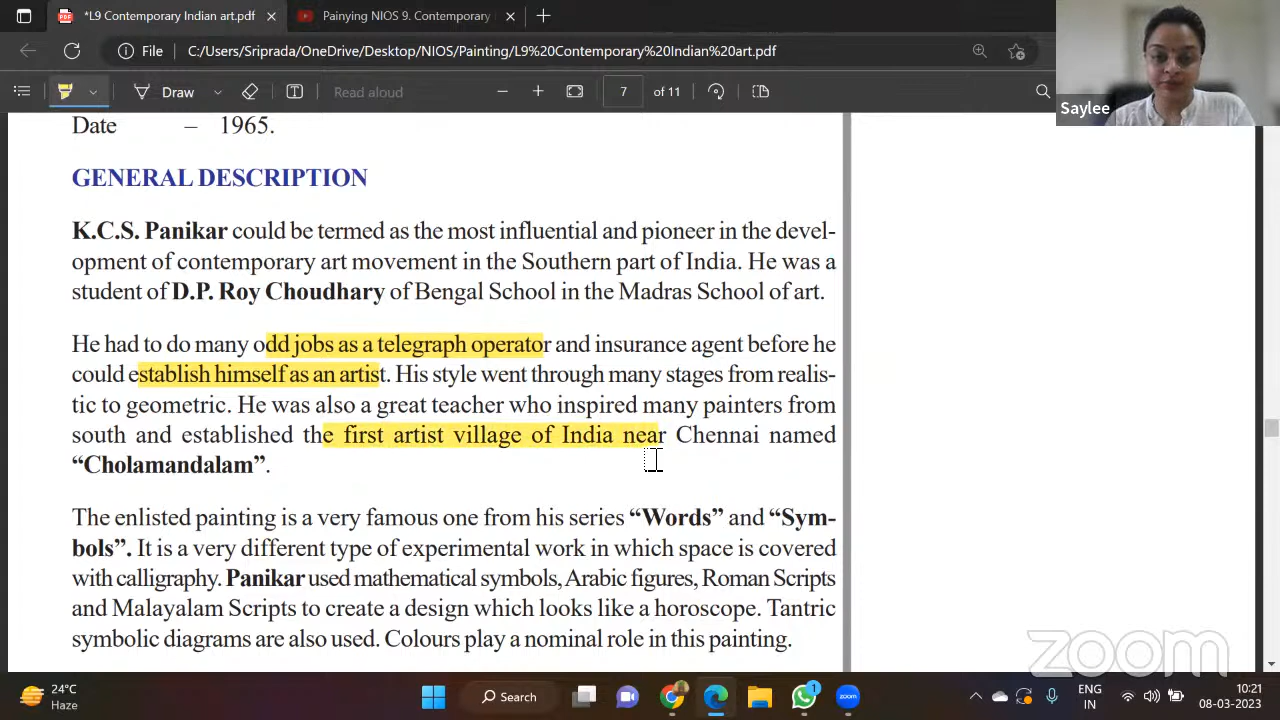 *L9 Contemporary Indian art.pdf
Painying NIOS 9. Contemporary
File
C:/Users/Sriprada/OneDrive/Desktop/NIOS/Painting/L9%20Contemporary%20Indian%20art.pdf
Draw
Read aloud
7
of 11
Saylee
Date – 1965.
GENERAL DESCRIPTION
K.C.S. Panikar could be termed as the most influential and pioneer in the devel-
opment of contemporary art movement in the Southern part of India. He was a
student of D.P. Roy Choudhary of Bengal School in the Madras School of art.
He had to do many odd jobs as a telegraph operator and insurance agent before he
could establish himself as an artist. His style went through many stages from realis-
tic to geometric. He was also a great teacher who inspired many painters from
south and established the first artist village of India near Chennai named
“Cholamandalam”.
The enlisted painting is a very famous one from his series “Words” and “Sym-
bols”. It is a very different type of experimental work in which space is covered
with calligraphy. Panikar used mathematical symbols, Arabic figures, Roman Scripts
and Malayalam Scripts to create a design which looks like a horoscope. Tantric
symbolic diagrams are also used. Colours play a nominal role in this painting.
zoom
24°C
Haze
Search
1
zoom
ENG
IN
10:21
08-03-2023